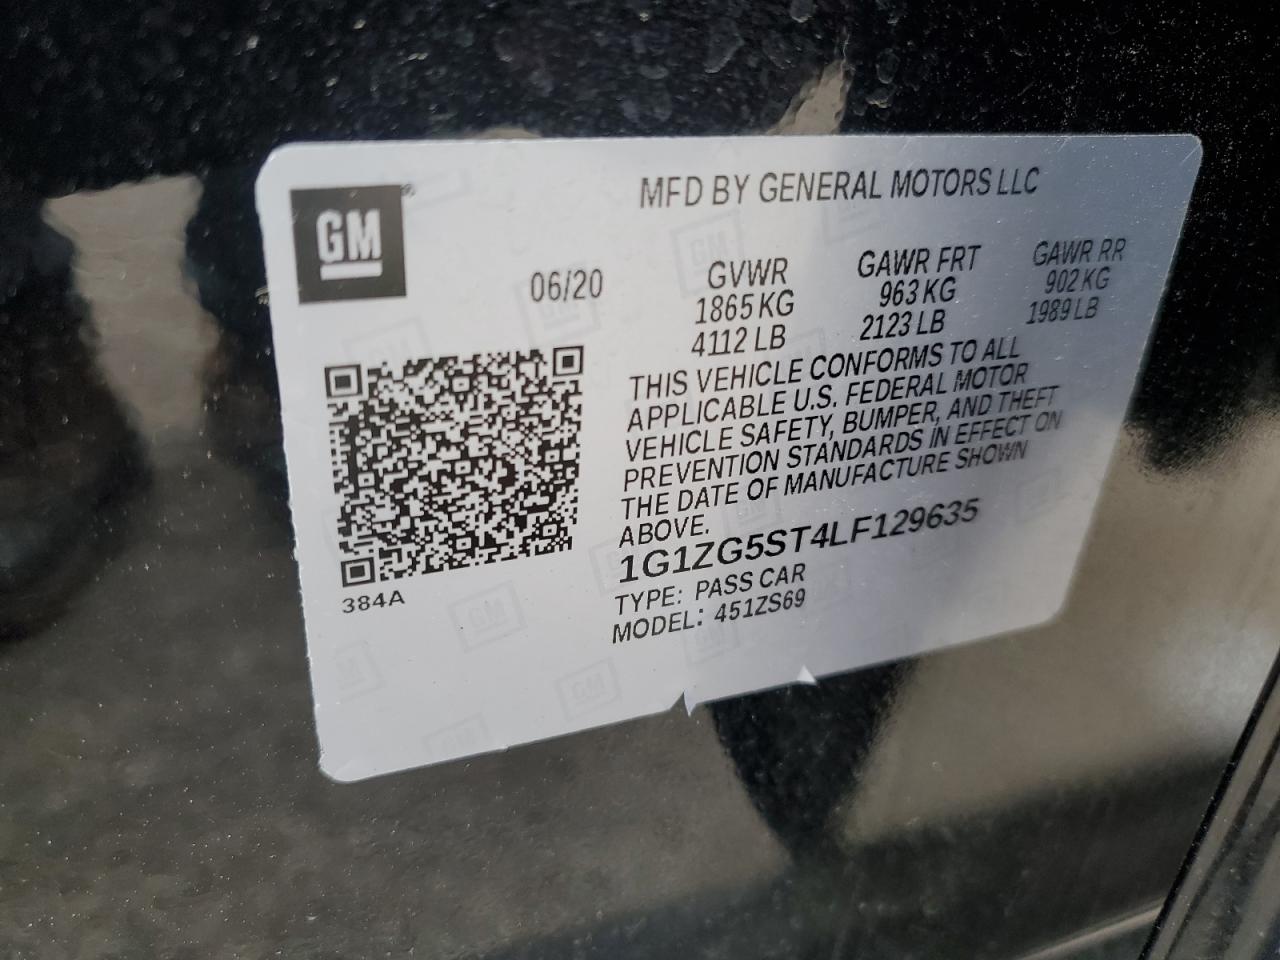 GM
MFD BY GENERAL MOTORS LLC
06/20
GVWR GAWR FRT GAWR RR
1865 KG 963 KG 902 KG
4112 LB 2123 LB 1989 LB
THIS VEHICLE CONFORMS TO ALL
APPLICABLE U.S. FEDERAL MOTOR
VEHICLE SAFETY, BUMPER, AND THEFT
PREVENTION STANDARDS IN EFFECT ON
THE DATE OF MANUFACTURE SHOWN
ABOVE.
1G1ZG5ST4LF129635
TYPE: PASS CAR
MODEL: 451ZS69
384A